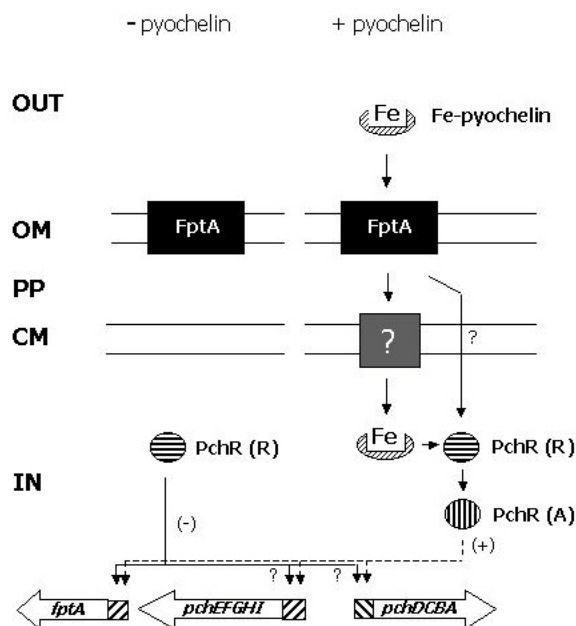 - pyochelin + pyochelin
OUT
Fe Fe-pyochelin
OM FptA FptA
PP
?
CM ?
Fe
PchR (R) PchR (R)
IN
PchR (A)
(-) (+)
? ?
fptA pchEFGHI pchDCBA